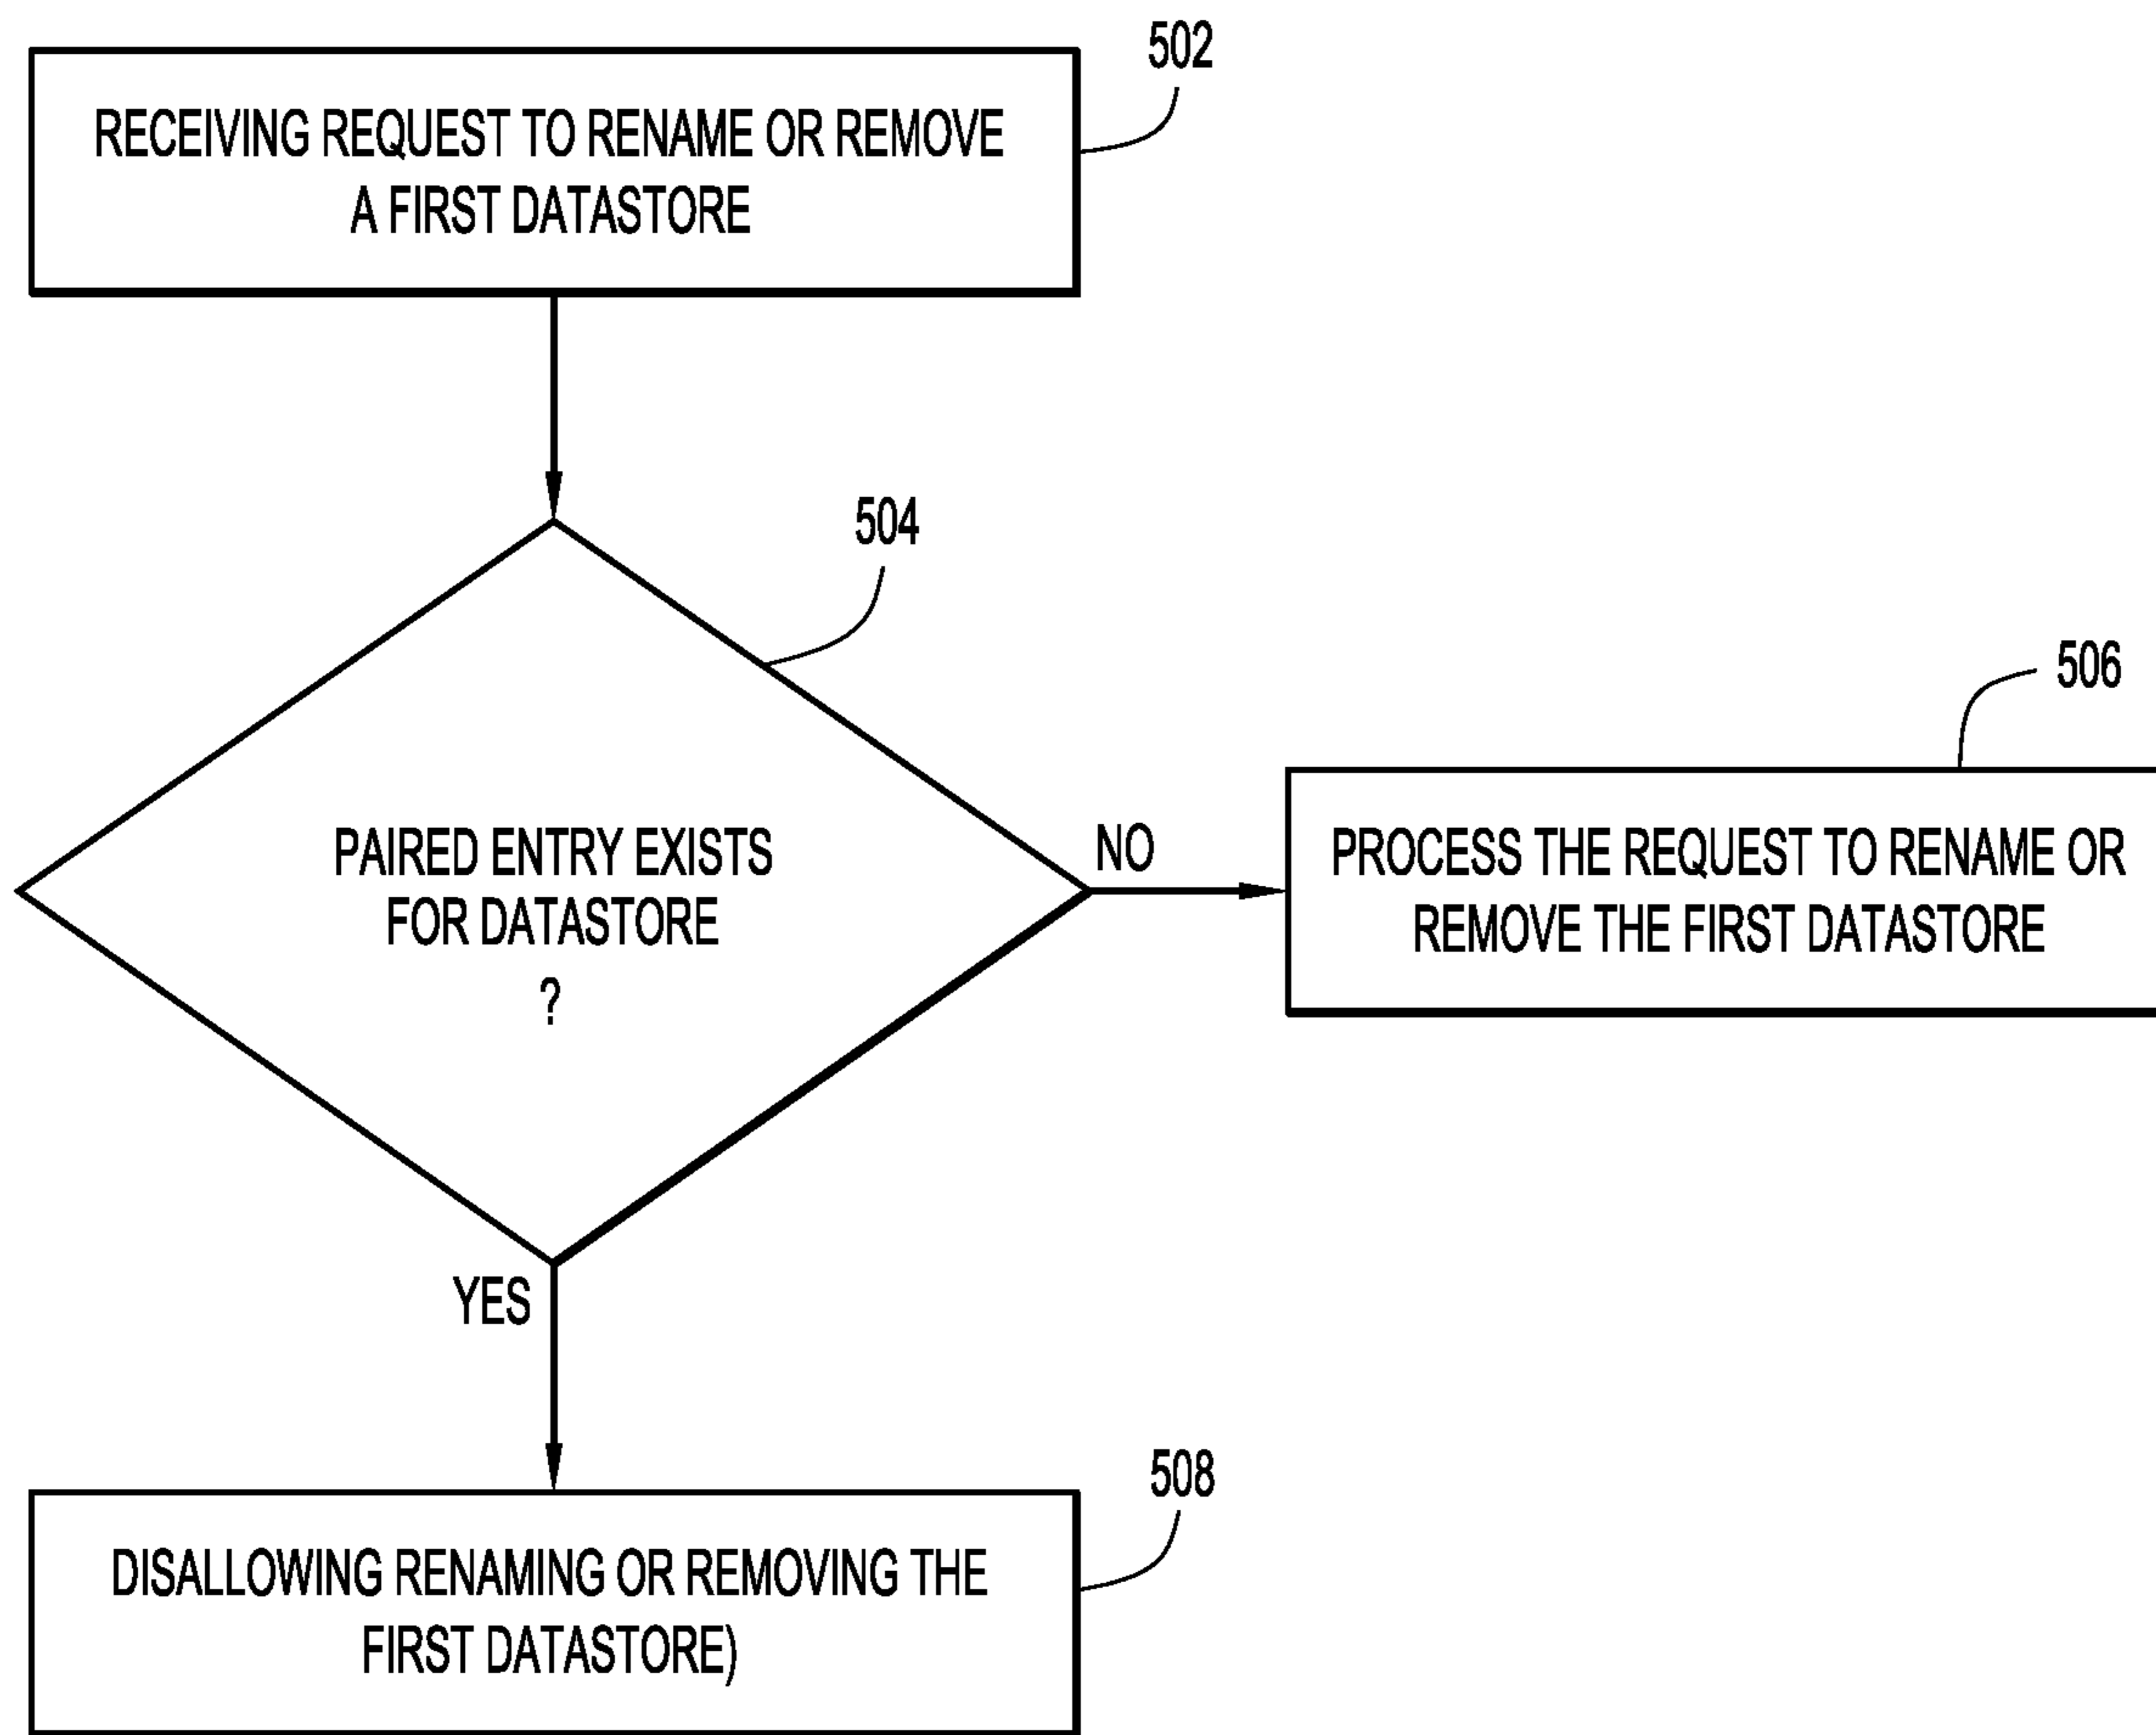 502
RECEIVING REQUEST TO RENAME OR REMOVE
A FIRST DATASTORE
504
PAIRED ENTRY EXISTS
FOR DATASTORE
?
NO
506
PROCESS THE REQUEST TO RENAME OR
REMOVE THE FIRST DATASTORE
YES
508
DISALLOWING RENAMING OR REMOVING THE
FIRST DATASTORE)